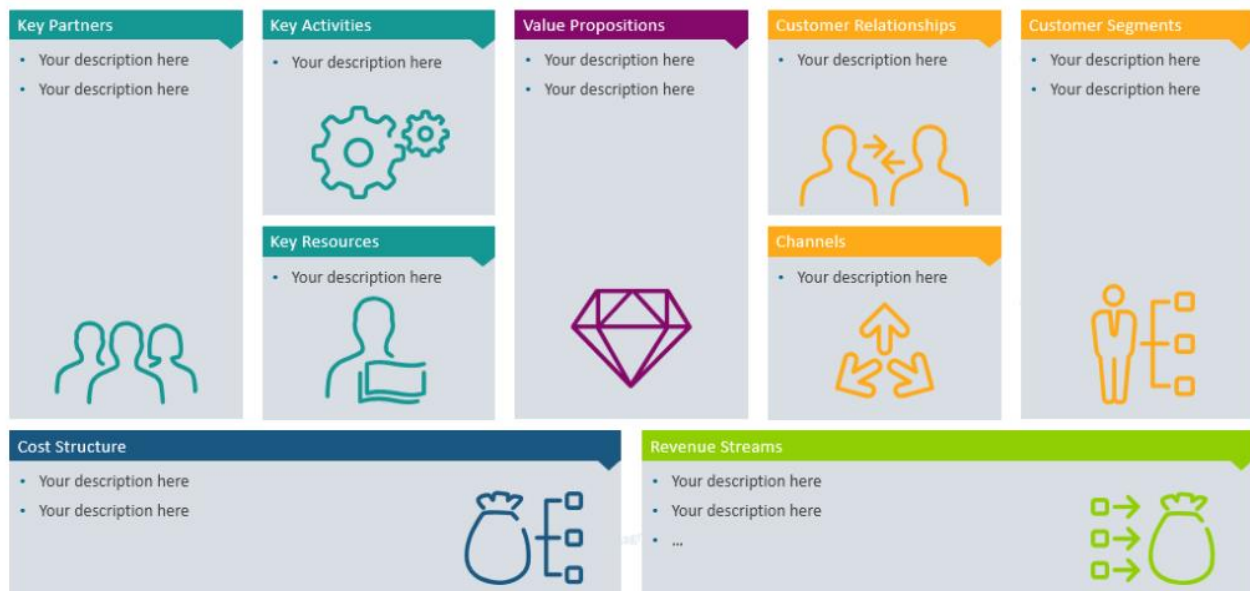 Key Partners
• Your description here
• Your description here
Key Activities
• Your description here
Key Resources
• Your description here
Value Propositions
• Your description here
• Your description here
Customer Relationships
• Your description here
Channels
• Your description here
Customer Segments
• Your description here
• Your description here
Cost Structure
• Your description here
• Your description here
Revenue Streams
• Your description here
• Your description here
• ...